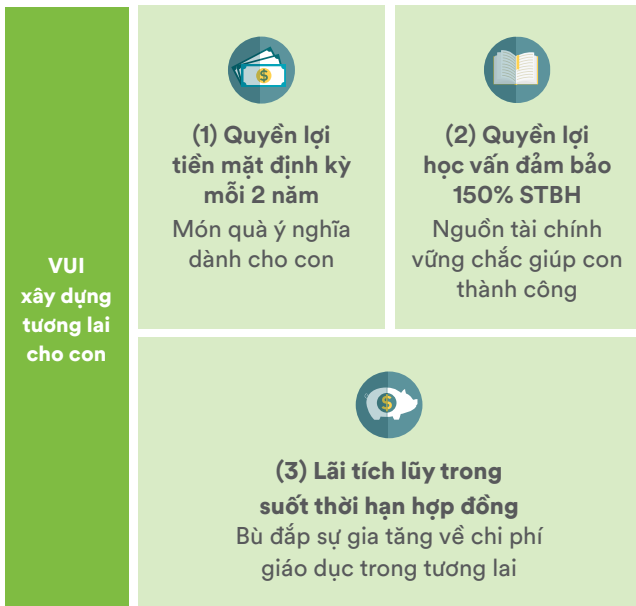 VUI
xây dựng
tương lai
cho con
(1) Quyền lợi
tiền mặt định kỳ
mỗi 2 năm
Món quà ý nghĩa
dành cho con
(2) Quyền lợi
học vấn đảm bảo
150% STBH
Nguồn tài chính
vững chắc giúp con
thành công
(3) Lãi tích lũy trong
suốt thời hạn hợp đồng
Bù đắp sự gia tăng về chi phí
giáo dục trong tương lai